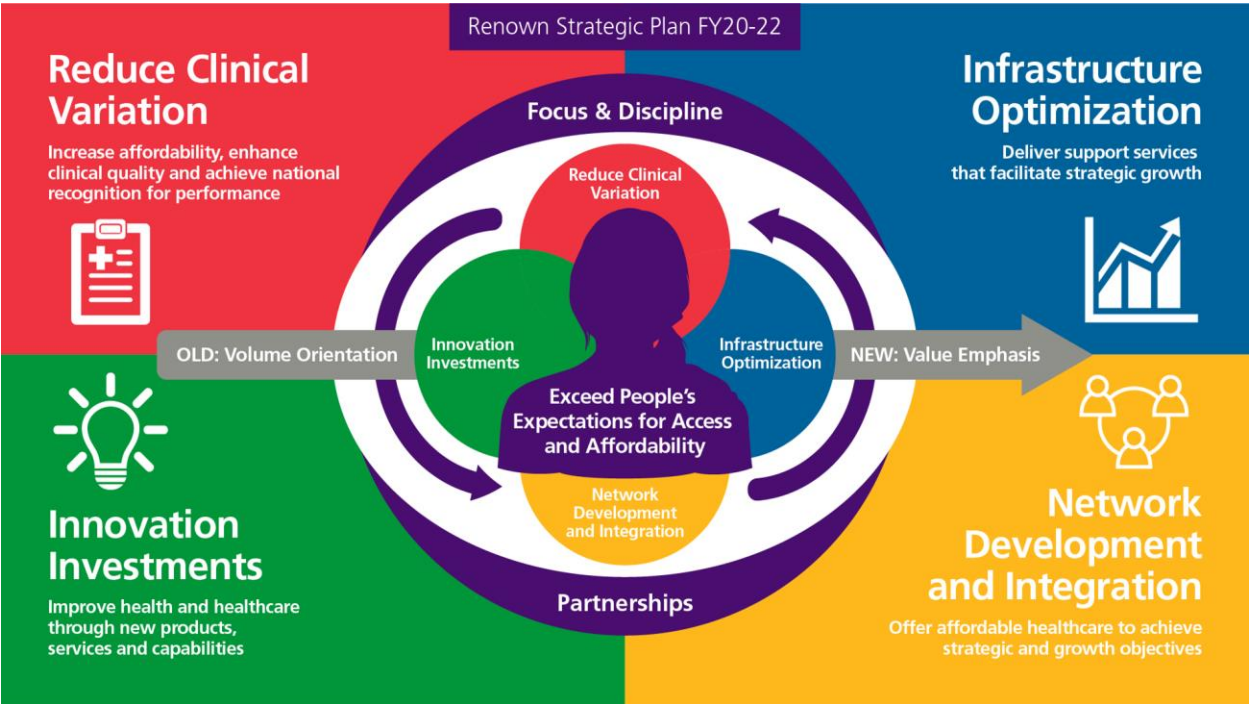 Renown Strategic Plan FY20-22
Reduce Clinical
Variation
Increase affordability, enhance
clinical quality and achieve national
recognition for performance
Infrastructure
Optimization
Deliver support services
that facilitate strategic growth
Focus & Discipline
Reduce Clinical
Variation
OLD: Volume Orientation
Innovation
Investments
Infrastructure
Optimization
NEW: Value Emphasis
Exceed People’s
Expectations for Access
and Affordability
Network
Development
and Integration
Partnerships
Innovation
Investments
Improve health and healthcare
through new products,
services and capabilities
Network
Development
and Integration
Offer affordable healthcare to achieve
strategic and growth objectives